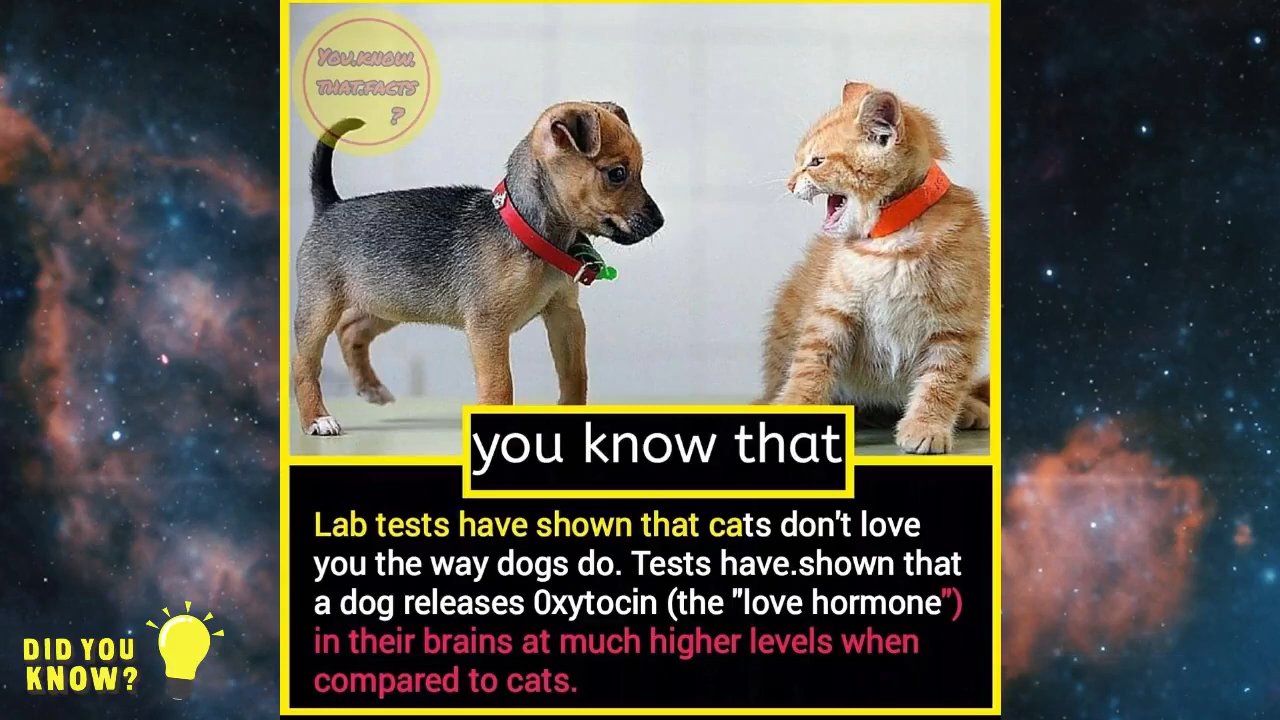 You.know.
that.facts
?
you know that
Lab tests have shown that cats don't love
you the way dogs do. Tests have.shown that
a dog releases 0xytocin (the "love hormone")
in their brains at much higher levels when
compared to cats.
DID YOU
KNOW?